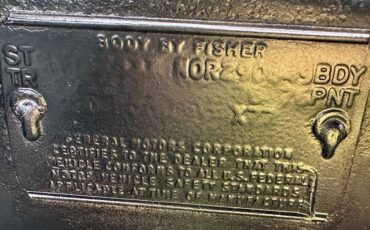 BODY BY FISHER
ST
TR
NOR
BDY
PNT
X
GENERAL MOTORS CORPORATION
CERTIFIES TO THE DEALER THAT THIS
VEHICLE CONFORMS TO ALL U.S. FEDERAL
MOTOR VEHICLE SAFETY STANDARDS
APPLICABLE AT TIME OF